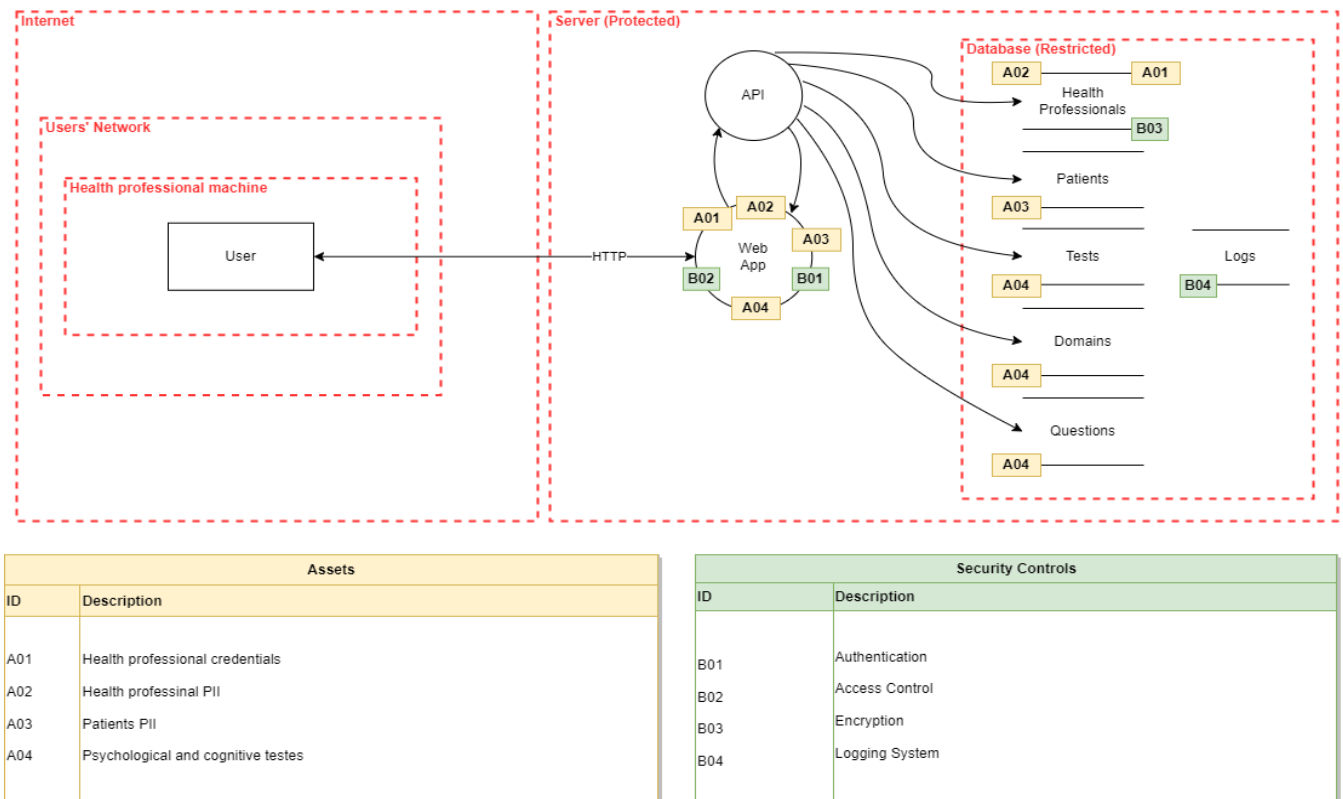 Internet
Server (Protected)
Database (Restricted)
A02
A01
Health
Professionals
B03
API
Users' Network
Health professional machine
User
HTTP
A01
A02
A03
Web
App
B02
B01
A04
Patients
A03
Tests
A04
Logs
B04
Domains
A04
Questions
A04
Assets
ID Description
A01 Health professional credentials
A02 Health professinal PII
A03 Patients PII
A04 Psychological and cognitive testes
Security Controls
ID Description
B01 Authentication
B02 Access Control
B03 Encryption
B04 Logging System